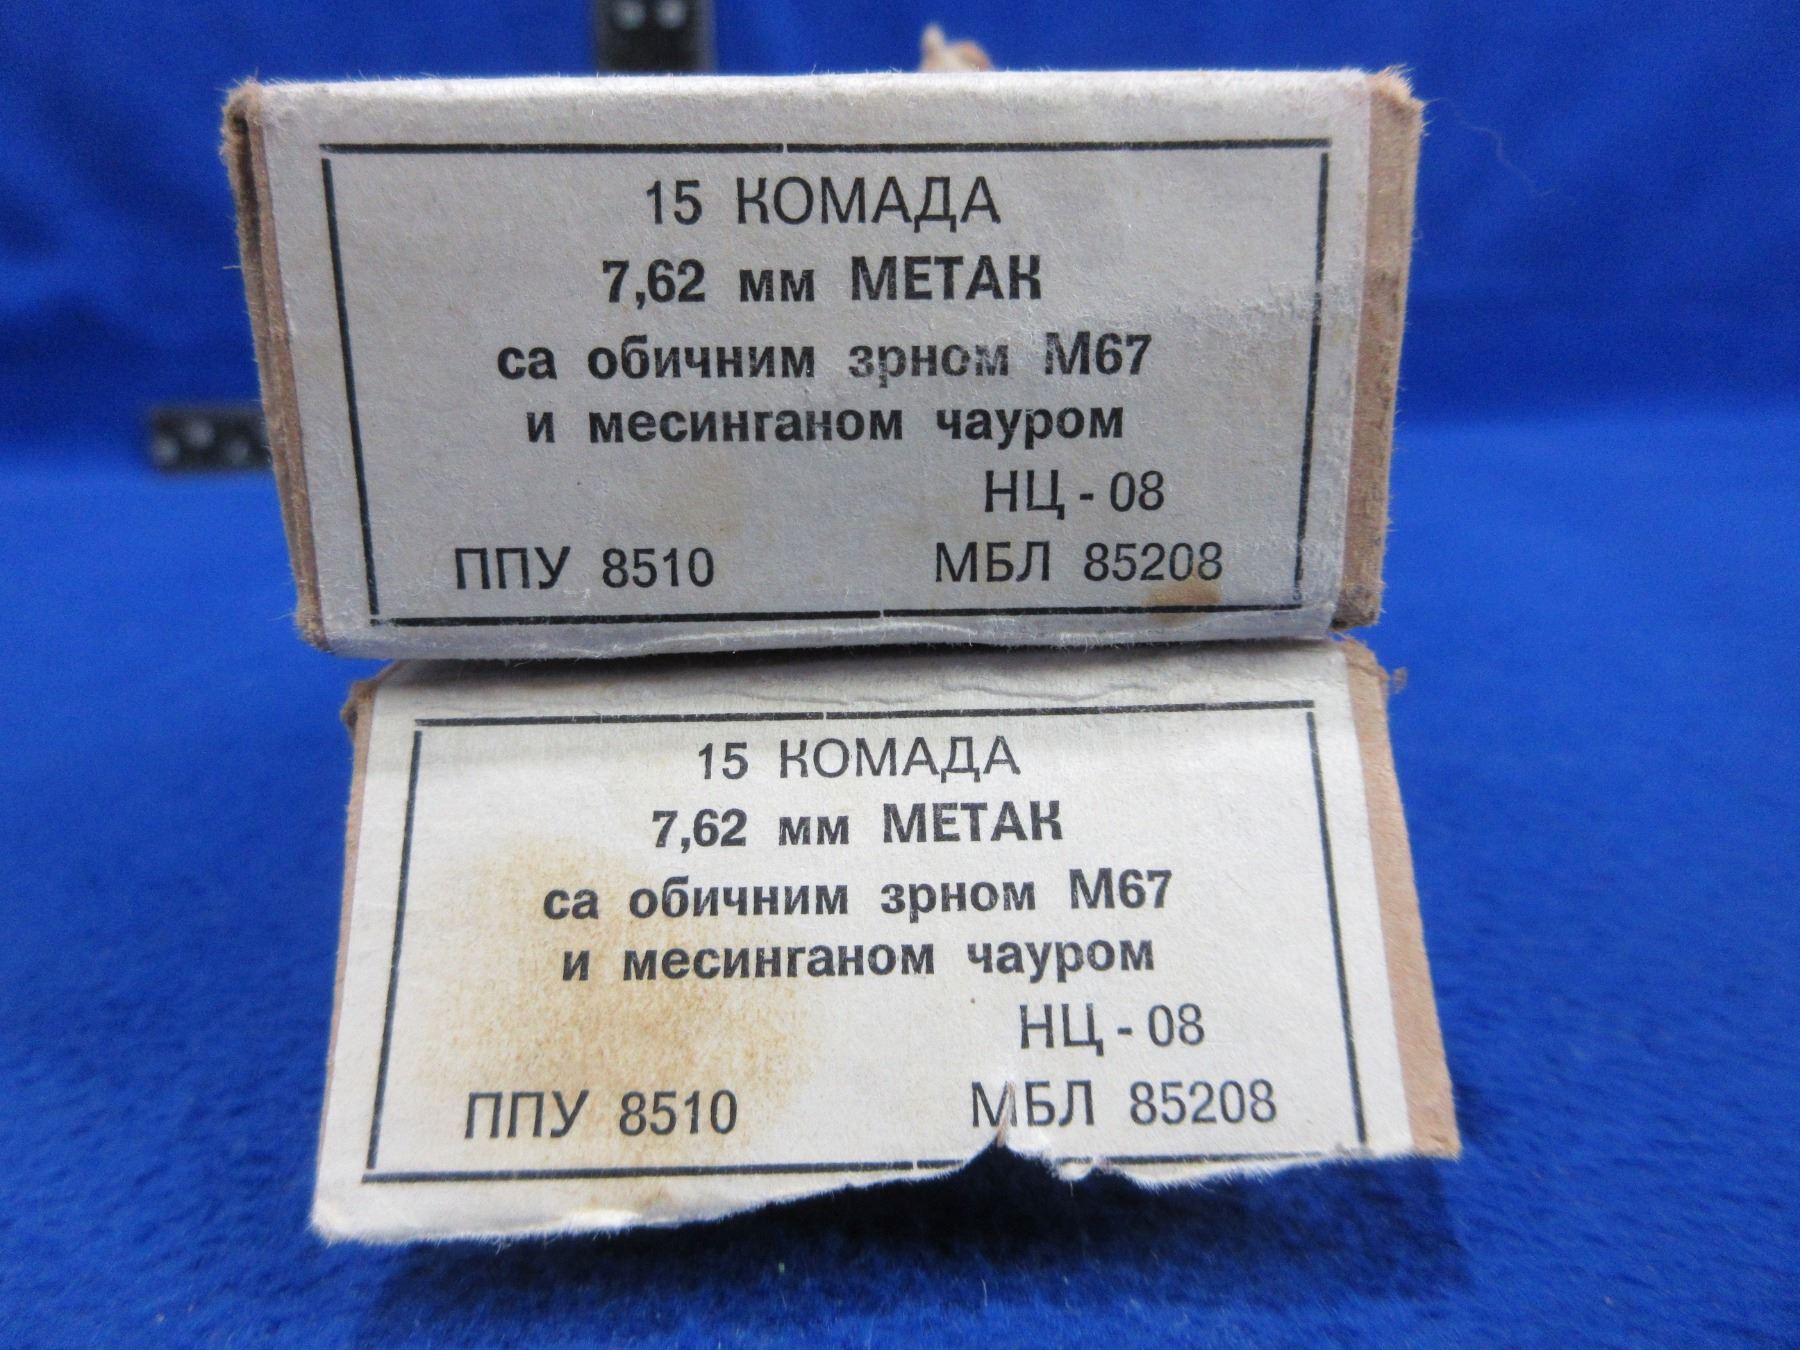 15 КОМАДА
7,62 мм МЕТАК
са обичним зрном М67
и месинганом чауром
НЦ - 08
ППУ 8510 МБЛ 85208
15 КОМАДА
7,62 мм МЕТАК
са обичним зрном М67
и месинганом чауром
НЦ - 08
ППУ 8510 МБЛ 85208